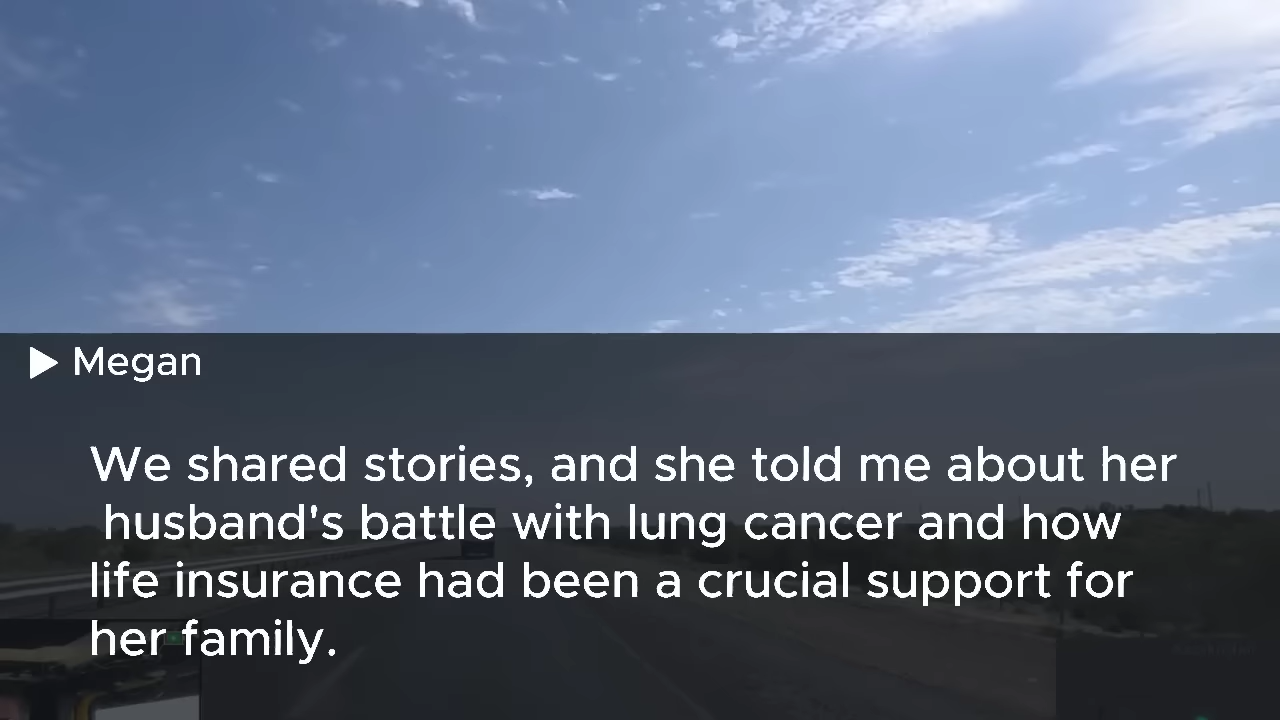 ▶ Megan
We shared stories, and she told me about her
husband's battle with lung cancer and how
life insurance had been a crucial support for
her family.